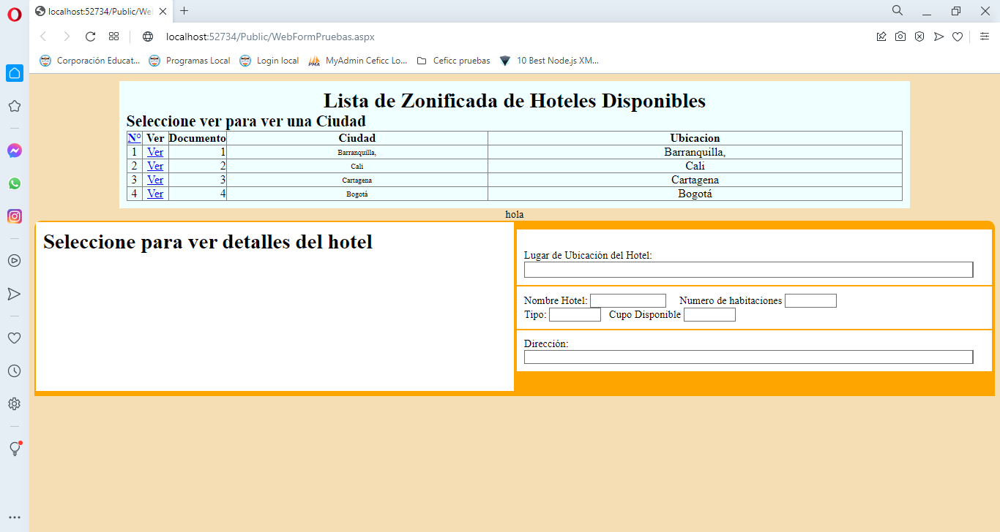 localhost:52734/Public/We
localhost:52734/Public/WebFormPruebas.aspx
Corporación Educat... Programas Local Login local MyAdmin Ceficc Lo... Ceficc pruebas 10 Best Node.js XM...
Lista de Zonificada de Hoteles Disponibles
Seleccione ver para ver una Ciudad
Nº Ver Documento Ciudad Ubicacion
1 Ver 1 Barranquilla, Barranquilla,
2 Ver 2 Cali Cali
3 Ver 3 Cartagena Cartagena
4 Ver 4 Bogotá Bogotá
hola
Seleccione para ver detalles del hotel
Lugar de Ubicación del Hotel:
Nombre Hotel: Numero de habitaciones
Tipo: Cupo Disponible
Dirección: